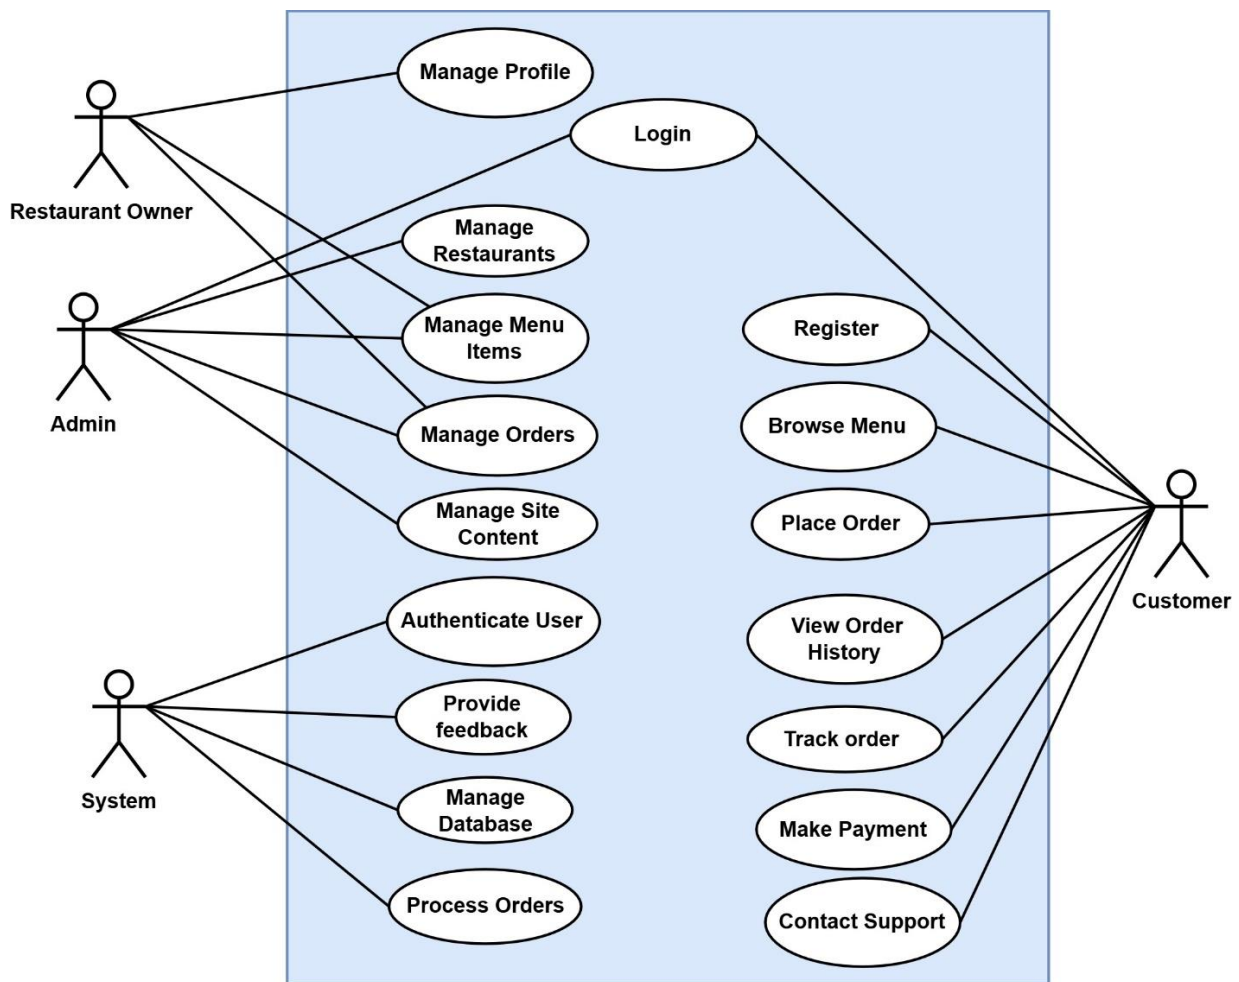 Manage Profile
Login
Restaurant Owner
Manage
Restaurants
Manage Menu
Items
Register
Admin
Manage Orders
Browse Menu
Manage Site
Content
Place Order
Customer
Authenticate User
View Order
History
Provide
feedback
Track order
System
Manage
Database
Make Payment
Process Orders
Contact Support